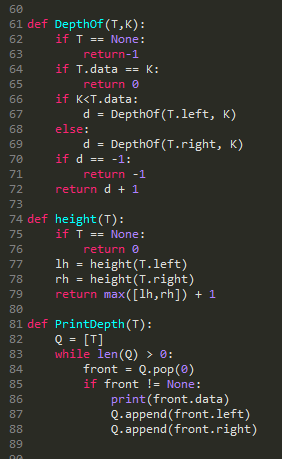 60
61 def DepthOf(T,K):
62     if T == None:
63         return-1
64     if T.data == K:
65         return 0
66     if K<T.data:
67         d = DepthOf(T.left, K)
68     else:
69         d = DepthOf(T.right, K)
70     if d == -1:
71         return -1
72     return d + 1
73
74 def height(T):
75     if T == None:
76         return 0
77     lh = height(T.left)
78     rh = height(T.right)
79     return max([lh,rh]) + 1
80
81 def PrintDepth(T):
82     Q = [T]
83     while len(Q) > 0:
84         front = Q.pop(0)
85         if front != None:
86             print(front.data)
87             Q.append(front.left)
88             Q.append(front.right)
89
90